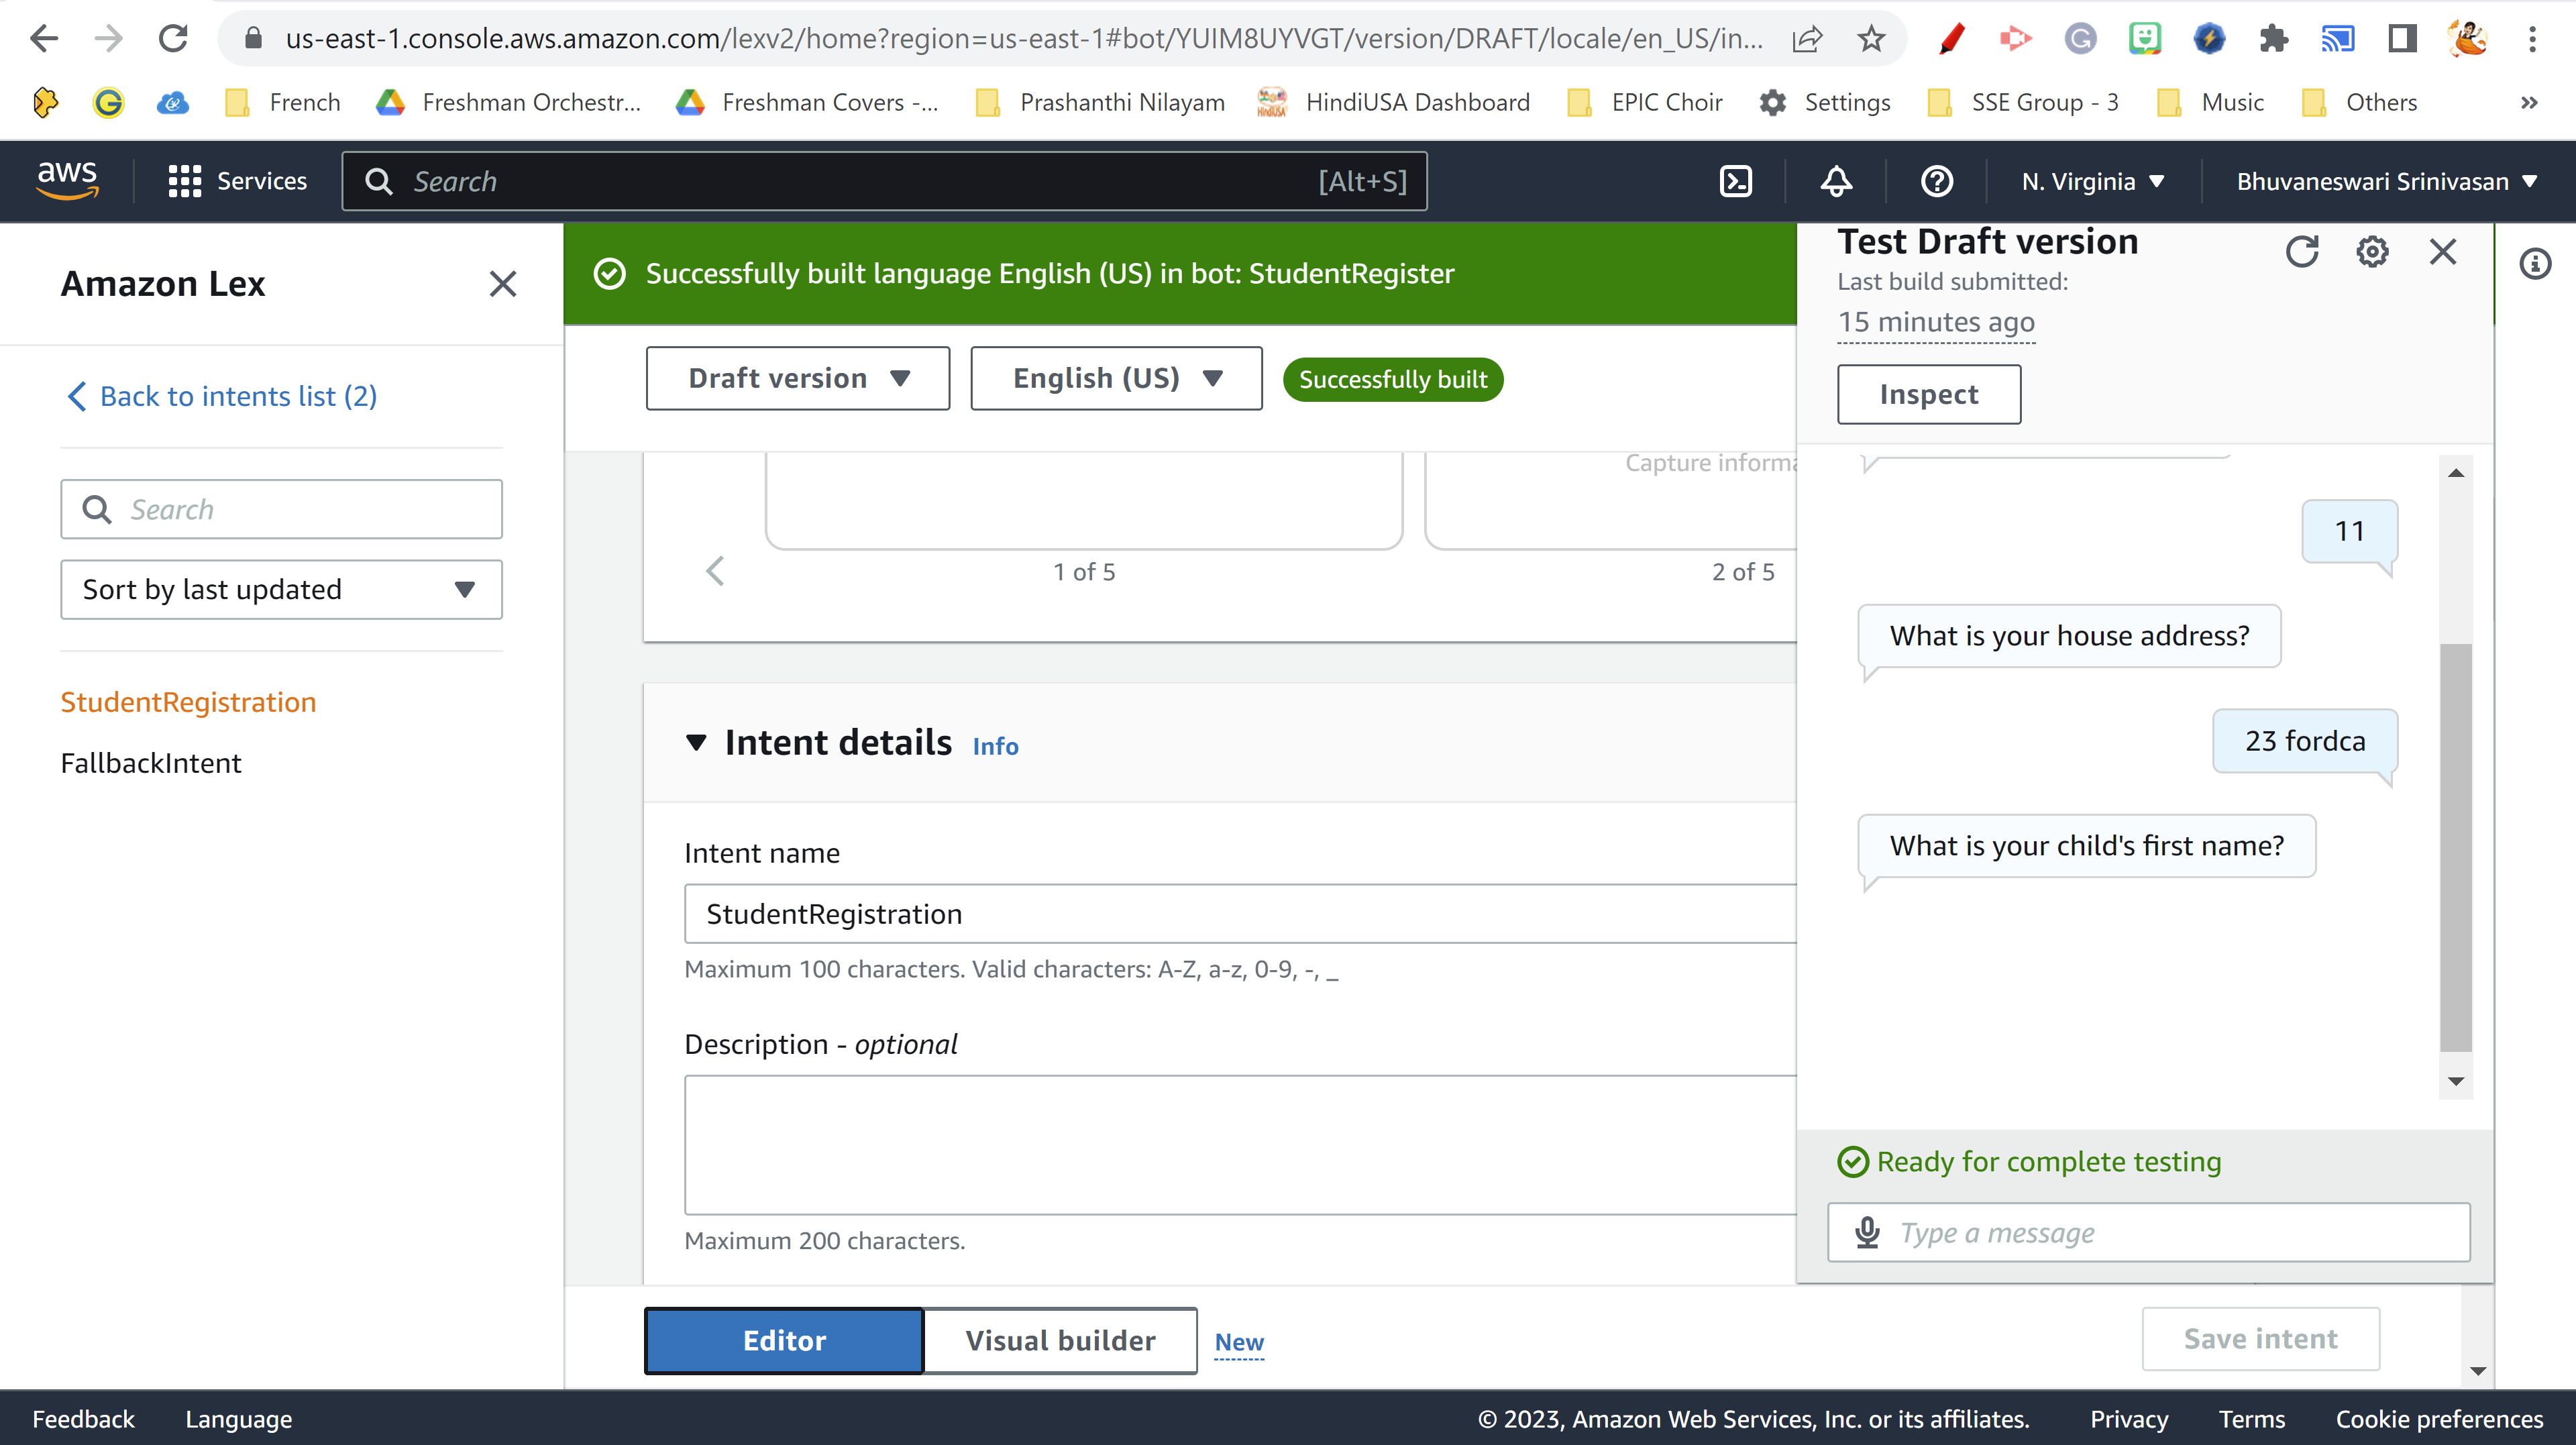 us-east-1.console.aws.amazon.com/lexv2/home?region=us-east-1#bot/YUIM8UYVGT/version/DRAFT/locale/en_US/in...
French
Freshman Orchestr...
Freshman Covers -...
Prashanthi Nilayam
HindiUSA Dashboard
EPIC Choir
Settings
SSE Group - 3
Music
Others
»
aws
Services
Search
[Alt+S]
N. Virginia
Bhuvaneswari Srinivasan
Amazon Lex
Back to intents list (2)
Search
Sort by last updated
StudentRegistration
FallbackIntent
Successfully built language English (US) in bot: StudentRegister
Draft version
English (US)
Successfully built
Capture informa
1 of 5
2 of 5
Intent details Info
Intent name
StudentRegistration
Maximum 100 characters. Valid characters: A-Z, a-z, 0-9, -, _
Description - optional
Maximum 200 characters.
Editor
Visual builder
New
Save intent
Test Draft version
Last build submitted:
15 minutes ago
Inspect
11
What is your house address?
23 fordca
What is your child's first name?
Ready for complete testing
Type a message
Feedback
Language
© 2023, Amazon Web Services, Inc. or its affiliates.
Privacy
Terms
Cookie preferences